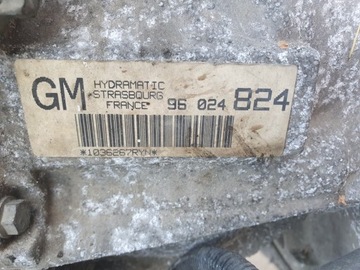 GM HYDRAMATIC
STRASBOURG
FRANCE 96 024 824
*1036267RYN*